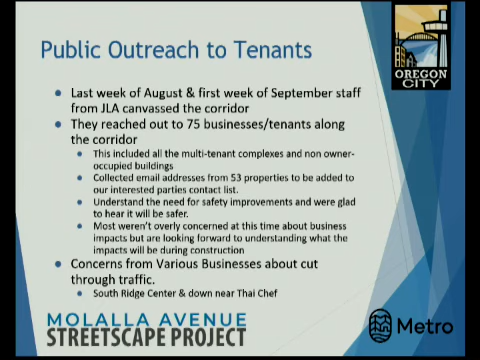 Public Outreach to Tenants
OREGON
CITY
Last week of August & first week of September staff
from JLA canvassed the corridor
They reached out to 75 businesses/tenants along
the corridor
This included all the multi-tenant complexes and non owner-
occupied buildings
Collected email addresses from 53 properties to be added to
our interested parties contact list.
Understand the need for safety improvements and were glad
to hear it will be safer.
Most weren't overly concerned at this time about business
impacts but are looking forward to understanding what the
impacts will be during construction
Concerns from Various Businesses about cut
through traffic.
South Ridge Center & down near Thai Chef
MOLALLA AVENUE
STREETSCAPE PROJECT
Metro